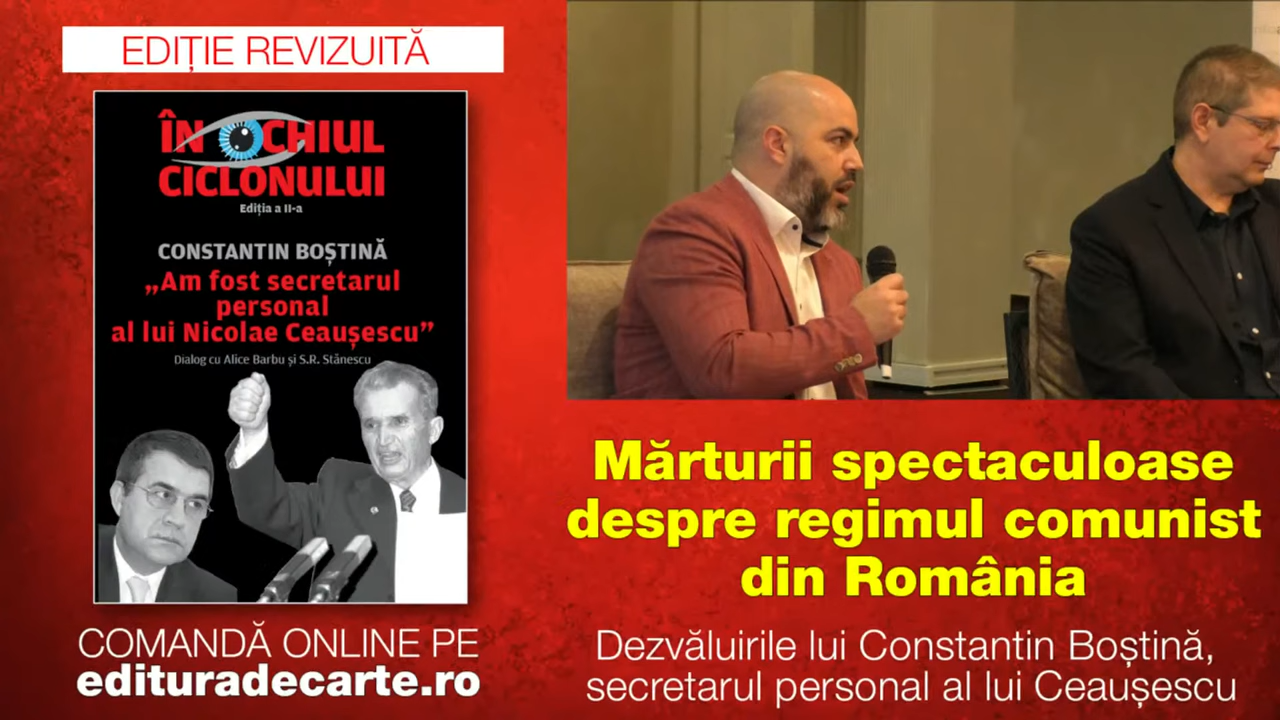 EDIȚIE REVIZUITĂ
ÎN OCHIUL
CICLONULUI
Ediția a II-a
CONSTANTIN BOȘTINĂ
„Am fost secretarul
personal
al lui Nicolae Ceaușescu”
Dialog cu Alice Barbu și S.R. Stănescu
COMANDĂ ONLINE PE
edituradecarte.ro
Mărturii spectaculoase
despre regimul comunist
din România
Dezvăluirile lui Constantin Boștină,
secretarul personal al lui Ceaușescu